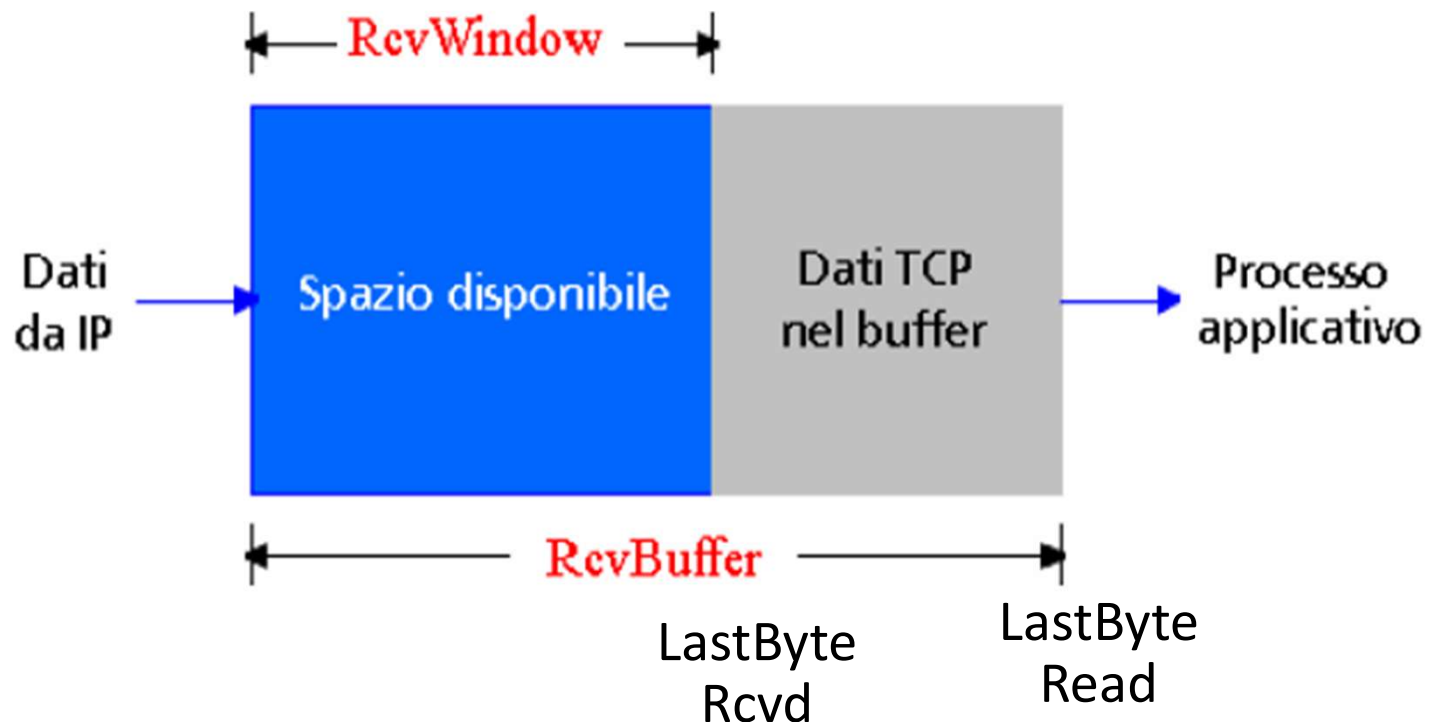 RcvWindow
Dati
da IP
Spazio disponibile
Dati TCP
nel buffer
Processo
applicativo
RcvBuffer
LastByte
Rcvd
LastByte
Read